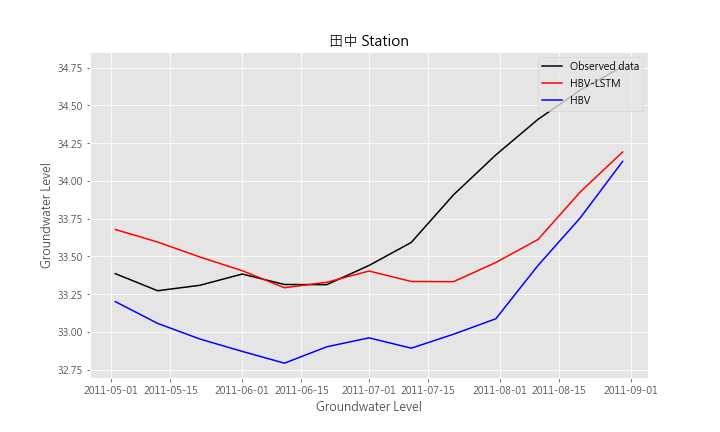 田中 Station
Observed data
HBV-LSTM
HBV
Groundwater Level
34.75
34.50
34.25
34.00
33.75
33.50
33.25
33.00
32.75
2011-05-01 2011-05-15 2011-06-01 2011-06-15 2011-07-01 2011-07-15 2011-08-01 2011-08-15 2011-09-01
Groundwater Level